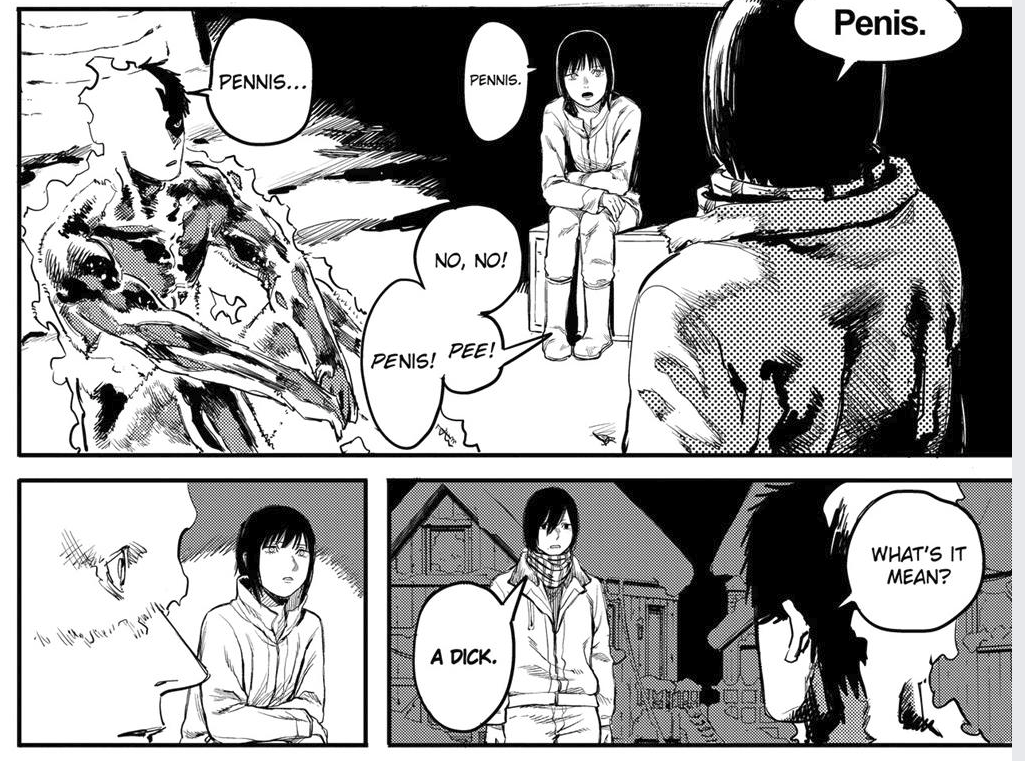 Penis.
PENNIS.
PENNIS...
NO, NO!
PEE!
PENIS!
A DICK.
WHAT'S IT
MEAN?